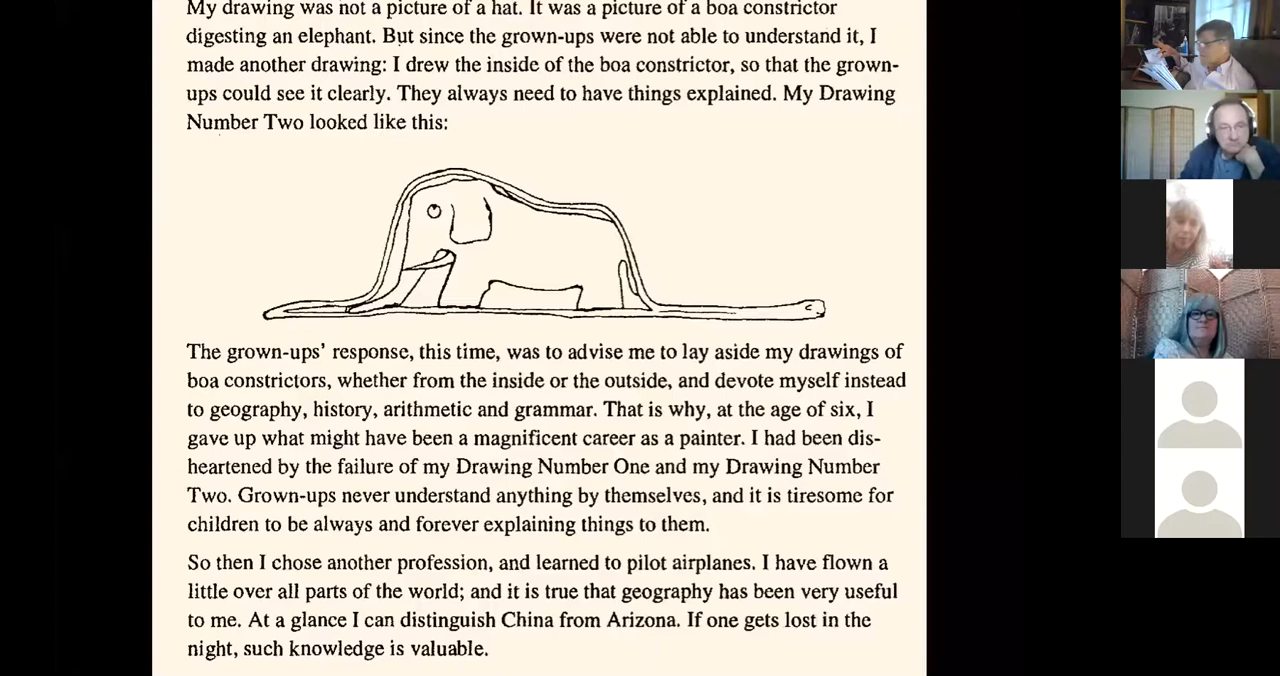 My drawing was not a picture of a hat. It was a picture of a boa constrictor
digesting an elephant. But since the grown-ups were not able to understand it, I
made another drawing: I drew the inside of the boa constrictor, so that the grown-
ups could see it clearly. They always need to have things explained. My Drawing
Number Two looked like this:
The grown-ups' response, this time, was to advise me to lay aside my drawings of
boa constrictors, whether from the inside or the outside, and devote myself instead
to geography, history, arithmetic and grammar. That is why, at the age of six, I
gave up what might have been a magnificent career as a painter. I had been dis-
heartened by the failure of my Drawing Number One and my Drawing Number
Two. Grown-ups never understand anything by themselves, and it is tiresome for
children to be always and forever explaining things to them.
So then I chose another profession, and learned to pilot airplanes. I have flown a
little over all parts of the world; and it is true that geography has been very useful
to me. At a glance I can distinguish China from Arizona. If one gets lost in the
night, such knowledge is valuable.